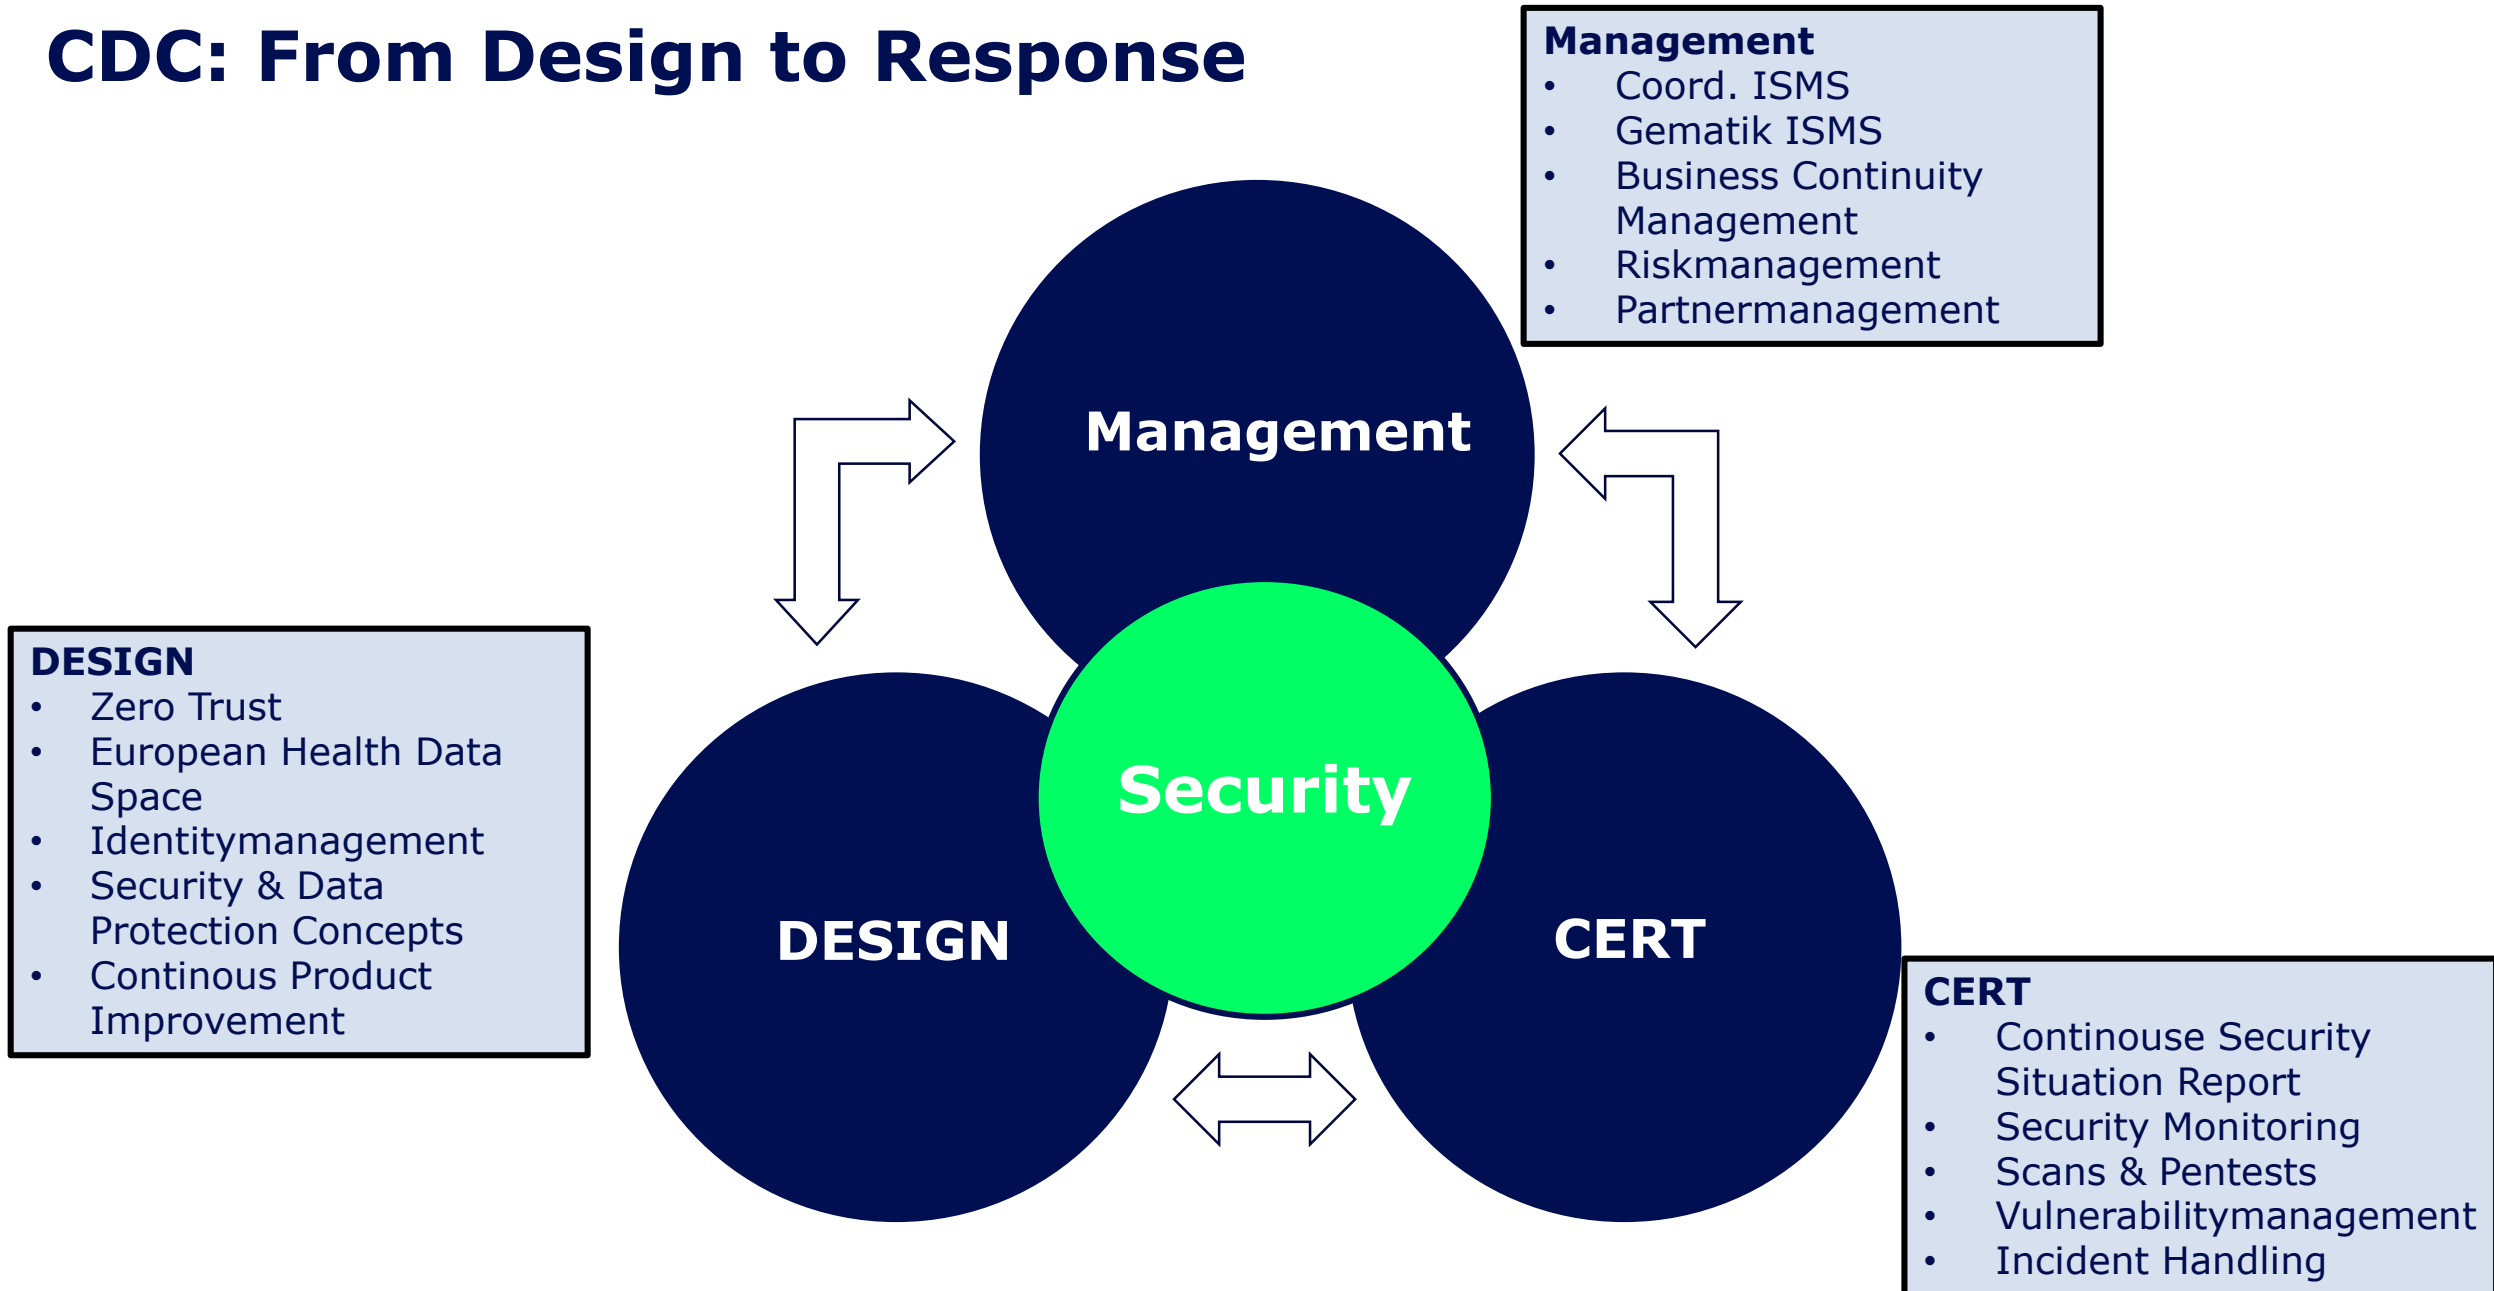 CDC: From Design to Response
Management
• Coord. ISMS
• Gematik ISMS
• Business Continuity
Management
• Riskmanagement
• Partnermanagement
Management
Security
DESIGN
CERT
DESIGN
• Zero Trust
• European Health Data
Space
• Identitymanagement
• Security & Data
Protection Concepts
• Continous Product
Improvement
CERT
• Continouse Security
Situation Report
• Security Monitoring
• Scans & Pentests
• Vulnerabilitymanagement
• Incident Handling